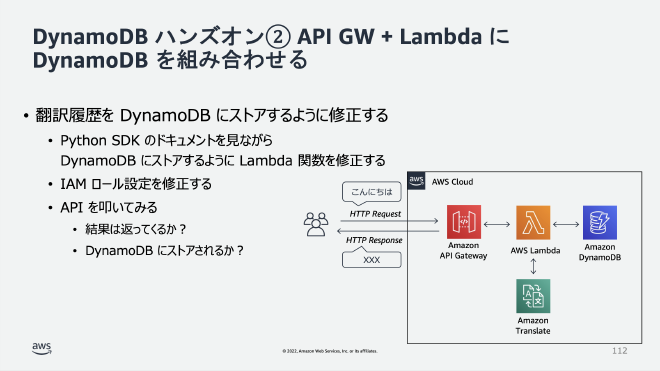 DynamoDB ハンズオン② API GW + Lambda に
DynamoDB を組み合わせる
• 翻訳履歴を DynamoDB にストアするように修正する
• Python SDK のドキュメントを見ながら
DynamoDB にストアするように Lambda 関数を修正する
• IAM ロール設定を修正する
• API を叩いてみる
• 結果は返ってくるか？
• DynamoDB にストアされるか？
こんにちは
HTTP Request
HTTP Response
XXX
aws
AWS Cloud
Amazon
API Gateway
AWS Lambda
Amazon
DynamoDB
Amazon
Translate
aws
© 2022, Amazon Web Services, Inc. or its affiliates.
112